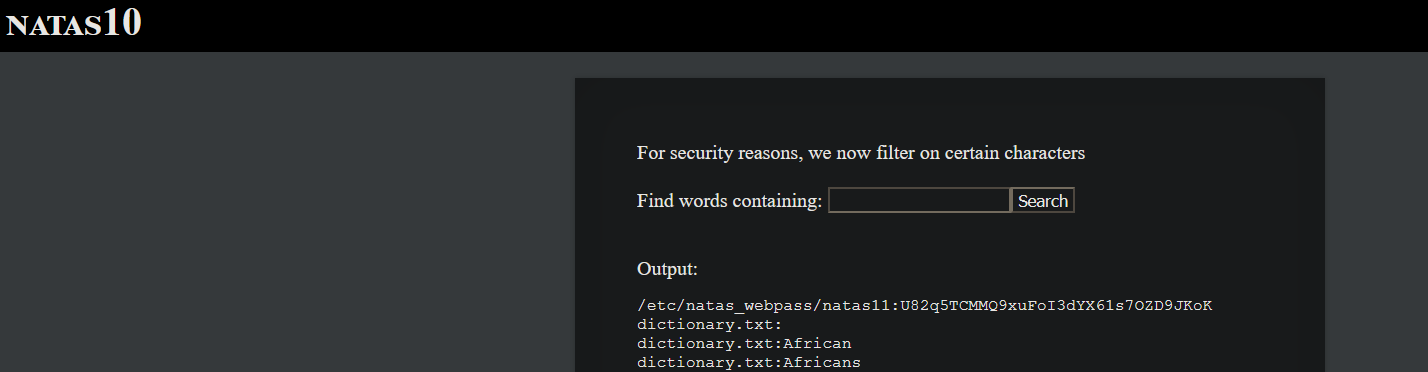 NATAS10
For security reasons, we now filter on certain characters
Find words containing: Search
Output:
/etc/natas_webpass/natas11:U82q5TCMMQ9xuFoI3dYX61s7OZD9JKoK
dictionary.txt:
dictionary.txt:African
dictionary.txt:Africans